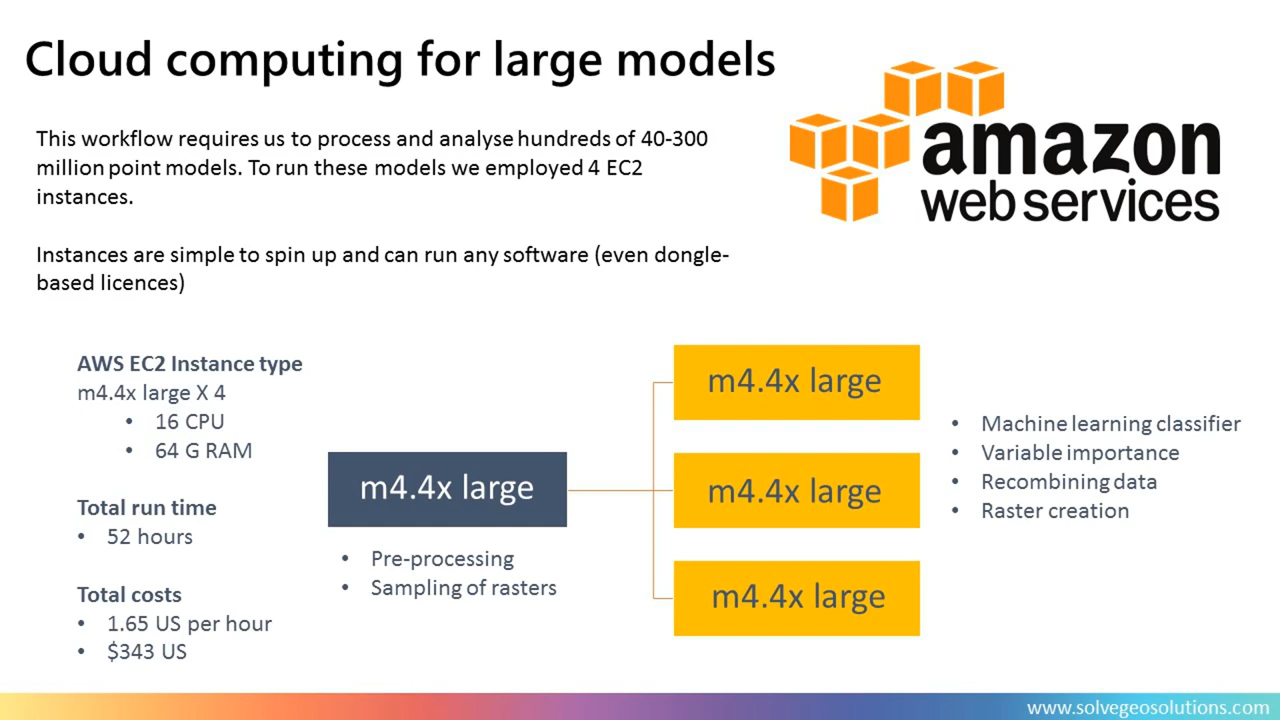 Cloud computing for large models
This workflow requires us to process and analyse hundreds of 40-300
million point models. To run these models we employed 4 EC2
instances.
Instances are simple to spin up and can run any software (even dongle-
based licences)
amazon
web services
AWS EC2 Instance type
m4.4x large X 4
• 16 CPU
• 64 G RAM
Total run time
• 52 hours
Total costs
• 1.65 US per hour
• $343 US
m4.4x large
• Pre-processing
• Sampling of rasters
m4.4x large
m4.4x large
m4.4x large
• Machine learning classifier
• Variable importance
• Recombining data
• Raster creation
www.solvegeosolutions.com